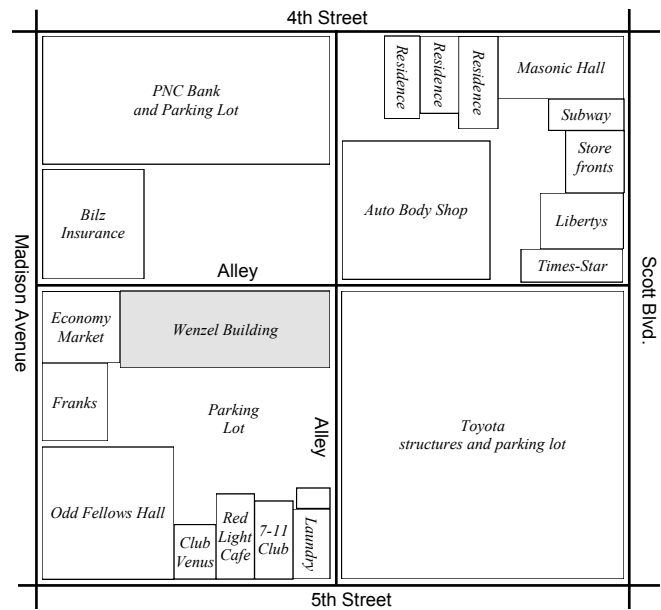 4th Street
PNC Bank
and Parking Lot
Residence
Residence
Residence
Masonic Hall
Subway
Store
fronts
Auto Body Shop
Libertys
Times-Star
Bilz
Insurance
Alley
Madison Avenue
Scott Blvd.
Economy
Market
Wenzel Building
Franks
Parking
Lot
Alley
Toyota
structures and parking lot
Odd Fellows Hall
Club
Venus
Red
Light
Cafe
7-11
Club
Laundry
5th Street